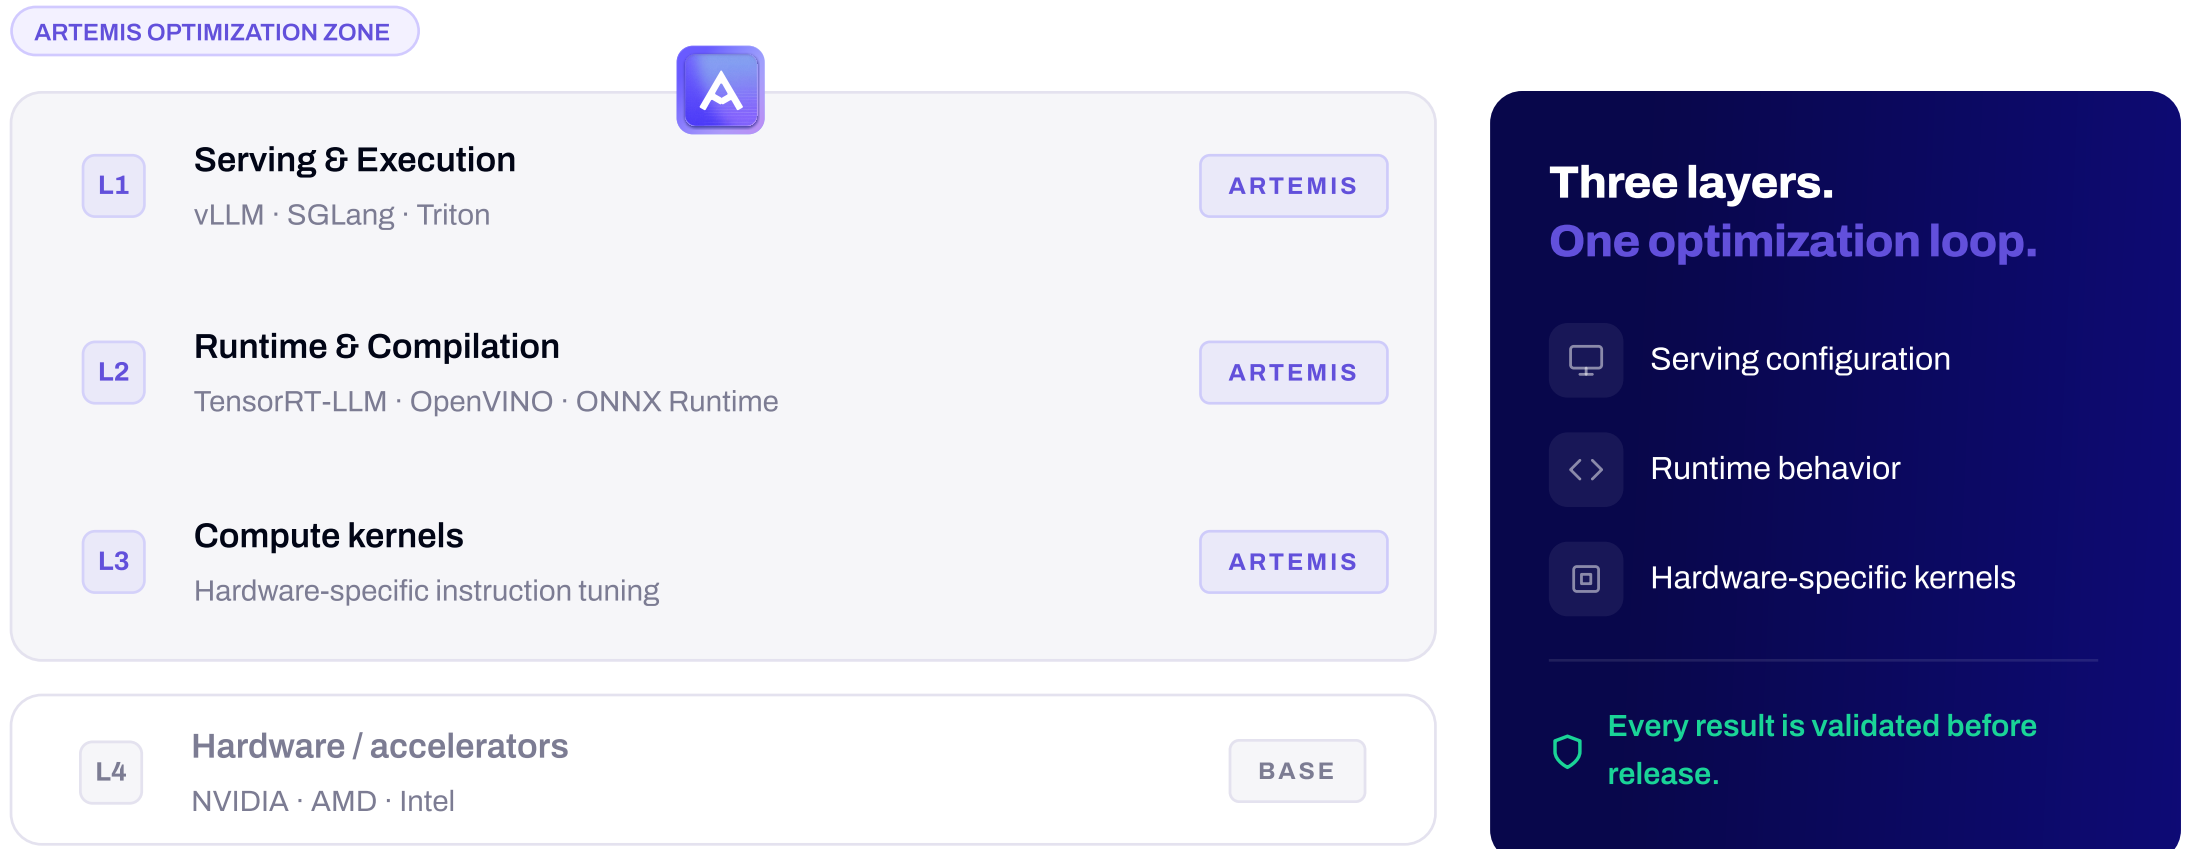 ARTEMIS OPTIMIZATION ZONE
L1
Serving & Execution
vLLM · SGLang · Triton
ARTEMIS
L2
Runtime & Compilation
TensorRT-LLM · OpenVINO · ONNX Runtime
ARTEMIS
L3
Compute kernels
Hardware-specific instruction tuning
ARTEMIS
L4
Hardware / accelerators
NVIDIA · AMD · Intel
BASE
Three layers.
One optimization loop.
Serving configuration
Runtime behavior
Hardware-specific kernels
Every result is validated before
release.